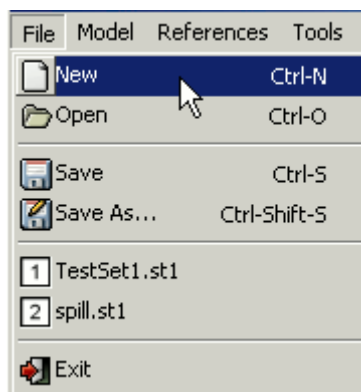 File Model References Tools
New Ctrl-N
Open Ctrl-O
Save Ctrl-S
Save As... Ctrl-Shift-S
1 TestSet1.st1
2 spill.st1
Exit